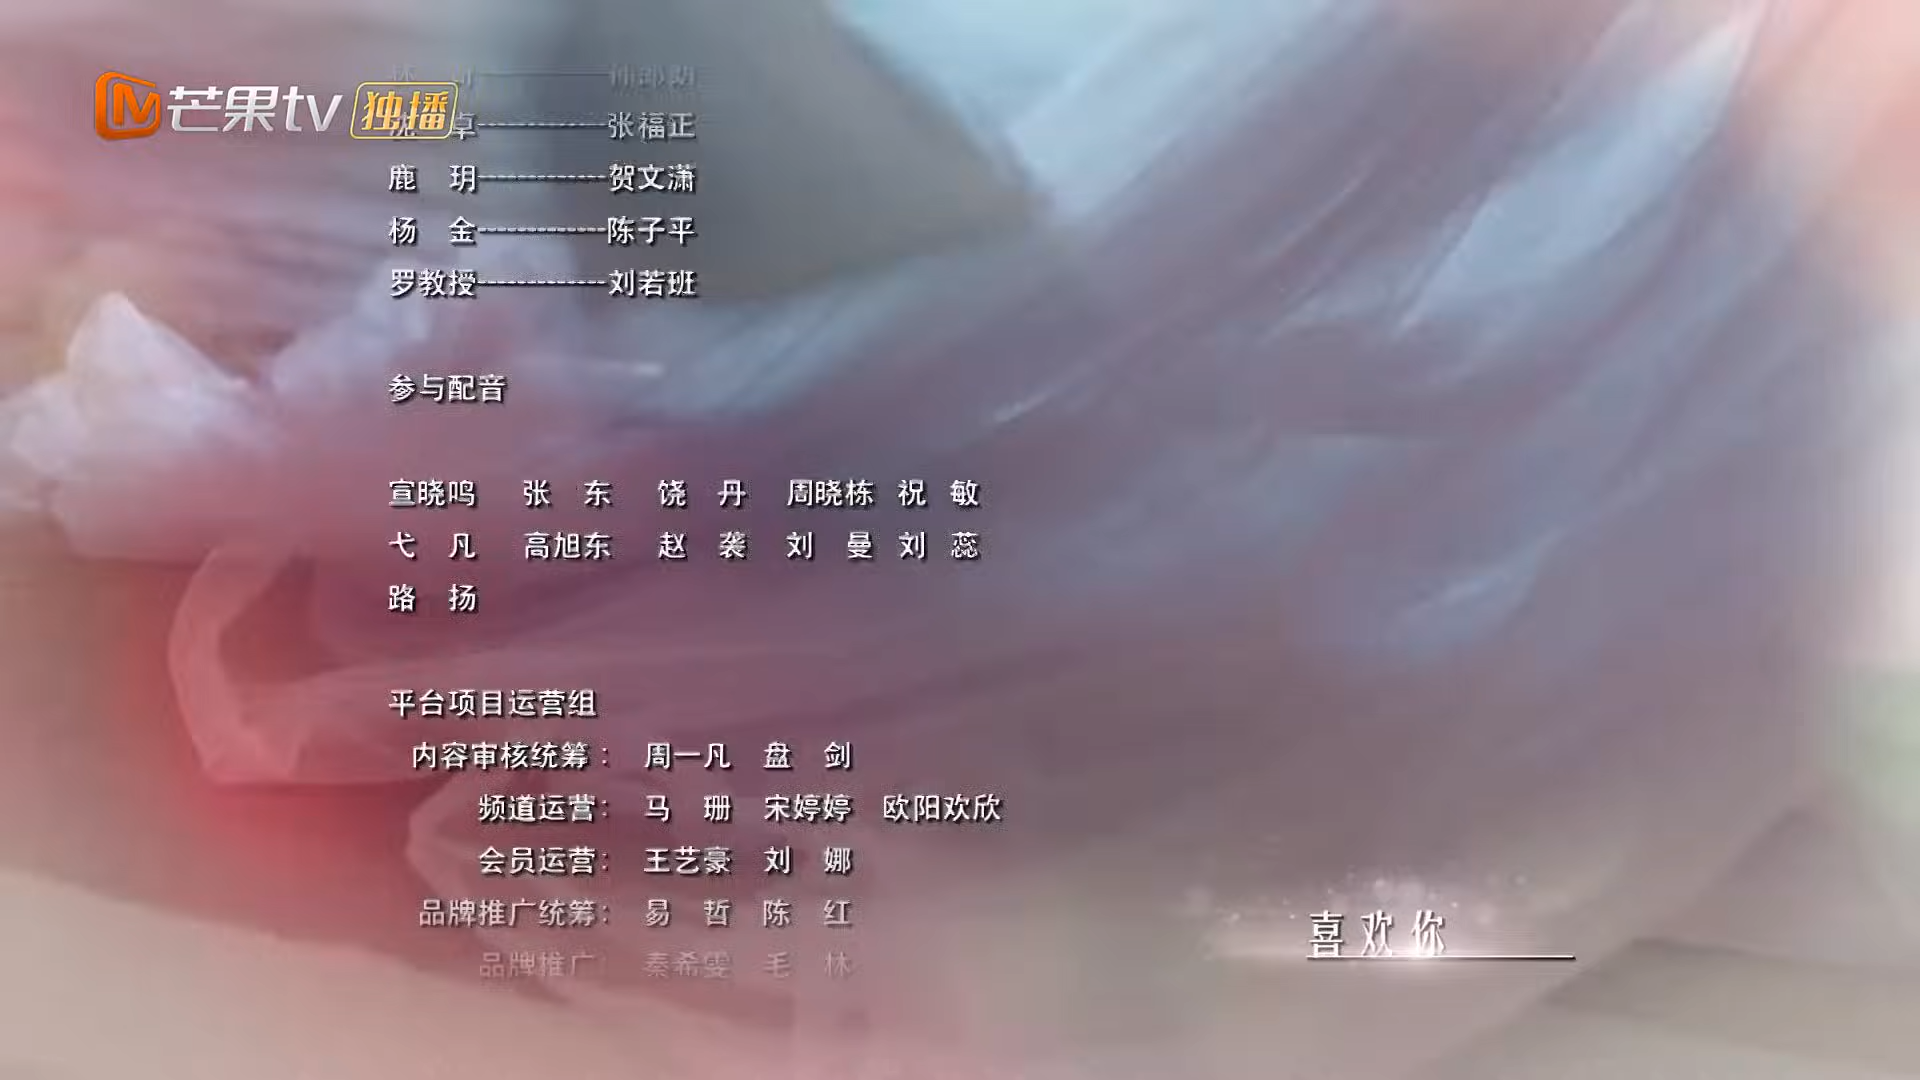 芒果tv 独播
卓------------张福正
鹿 玥------------贺文潇
杨 金------------陈子平
罗教授------------刘若班
参与配音
宣晓鸣 张 东 饶 丹 周晓栋 祝 敏
弋 凡 高旭东 赵 袭 刘 曼 刘 蕊
路 扬
平台项目运营组
内容审核统筹： 周一凡 盘 剑
频道运营： 马 珊 宋婷婷 欧阳欢欣
会员运营： 王艺豪 刘 娜
品牌推广统筹： 易 哲 陈 红
品牌推广： 秦希雯 毛 林
喜欢你